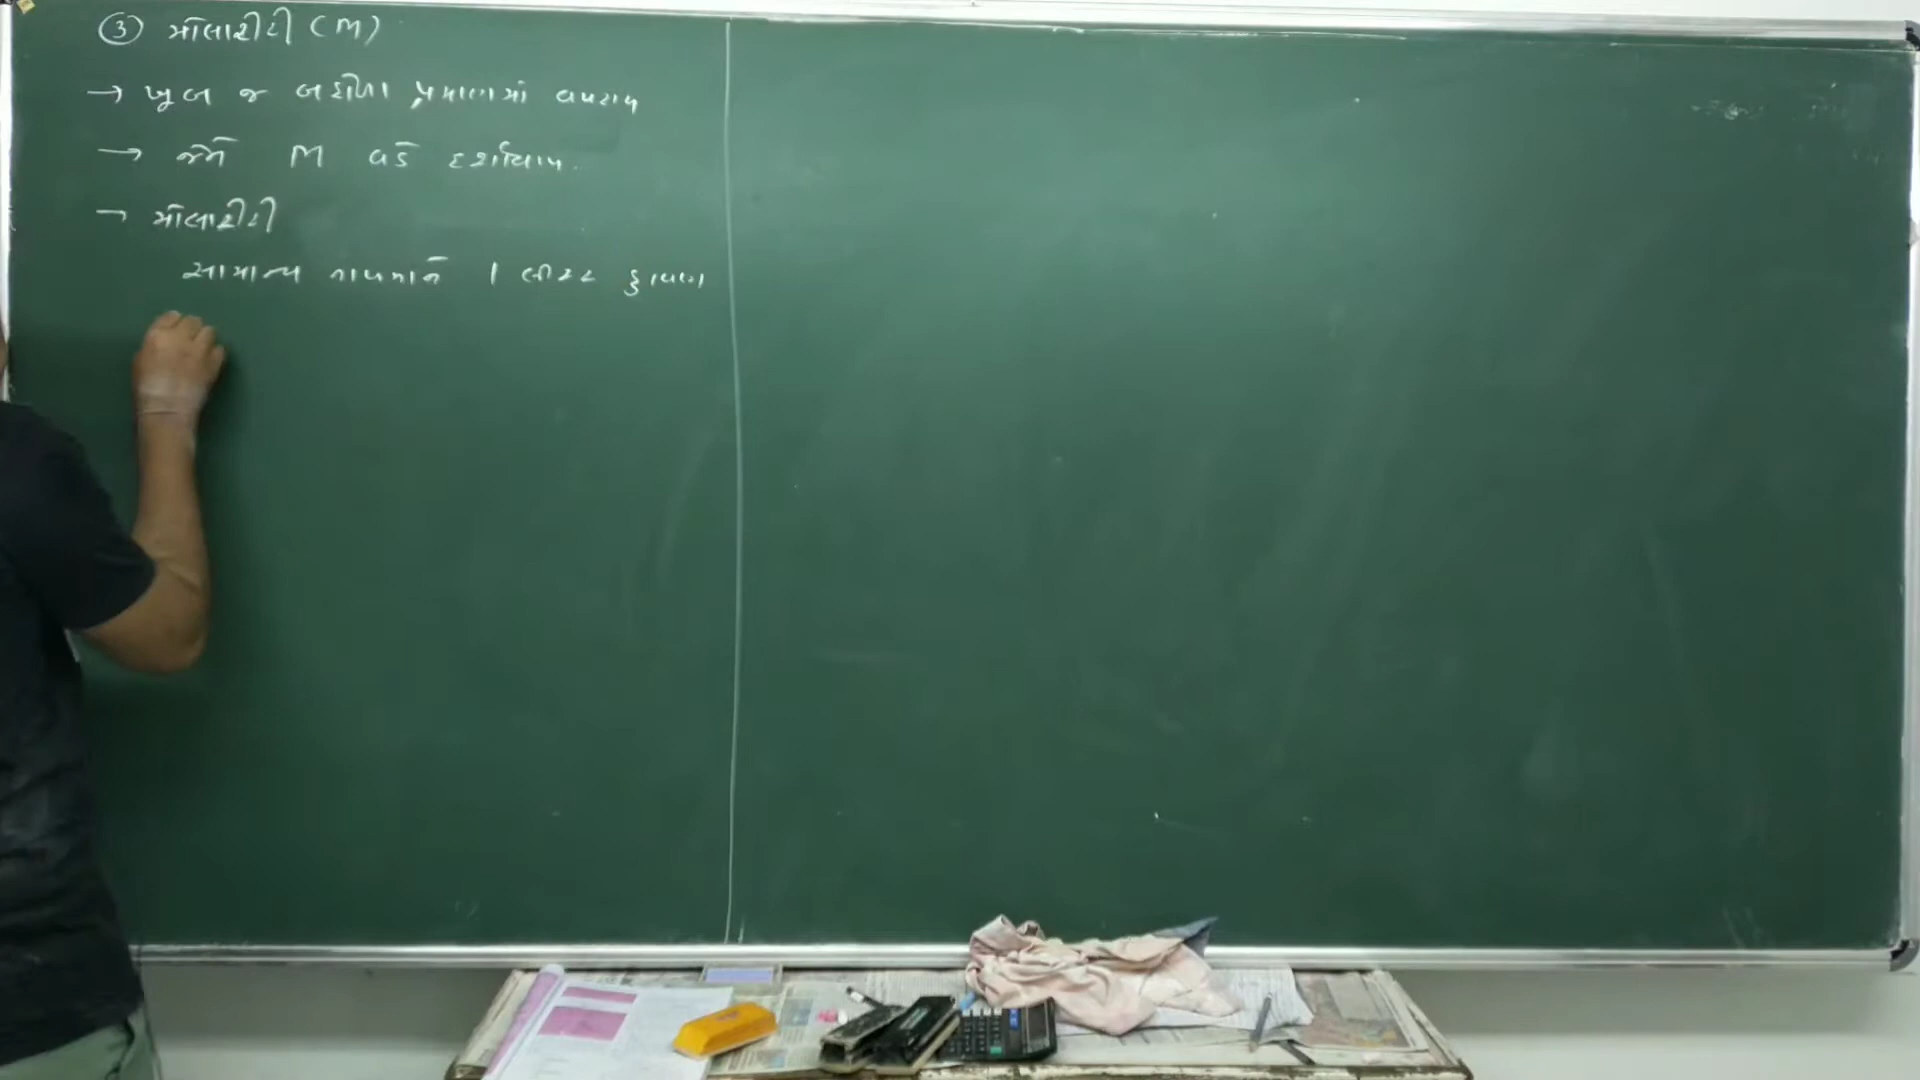 ③ મોલારીટી (M)
→ ખુબ જ બહોળા પ્રમાણમાં વપરાય
→ જેને M વડે દર્શાવાય.
→ મોલારીટી
સામાન્ય તાપમાને 1 લીટર દ્રાવણ